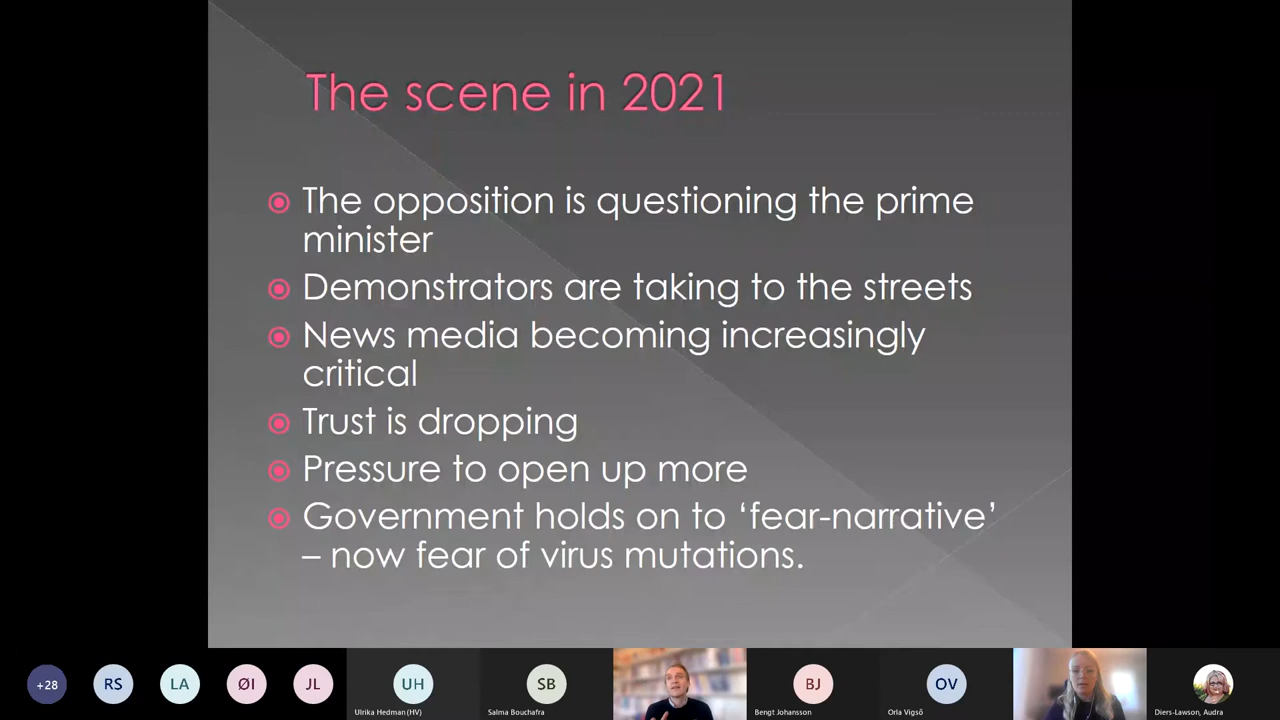 The scene in 2021
The opposition is questioning the prime
minister
Demonstrators are taking to the streets
News media becoming increasingly
critical
Trust is dropping
Pressure to open up more
Government holds on to ‘fear-narrative’
– now fear of virus mutations.
+28
RS
LA
ØI
JL
UH
SB
BJ
OV
Ulrika Hedman (HV)
Salma Bouchafra
Bengt Johansson
Orla Vigsö
Diers-Lawson, Audra